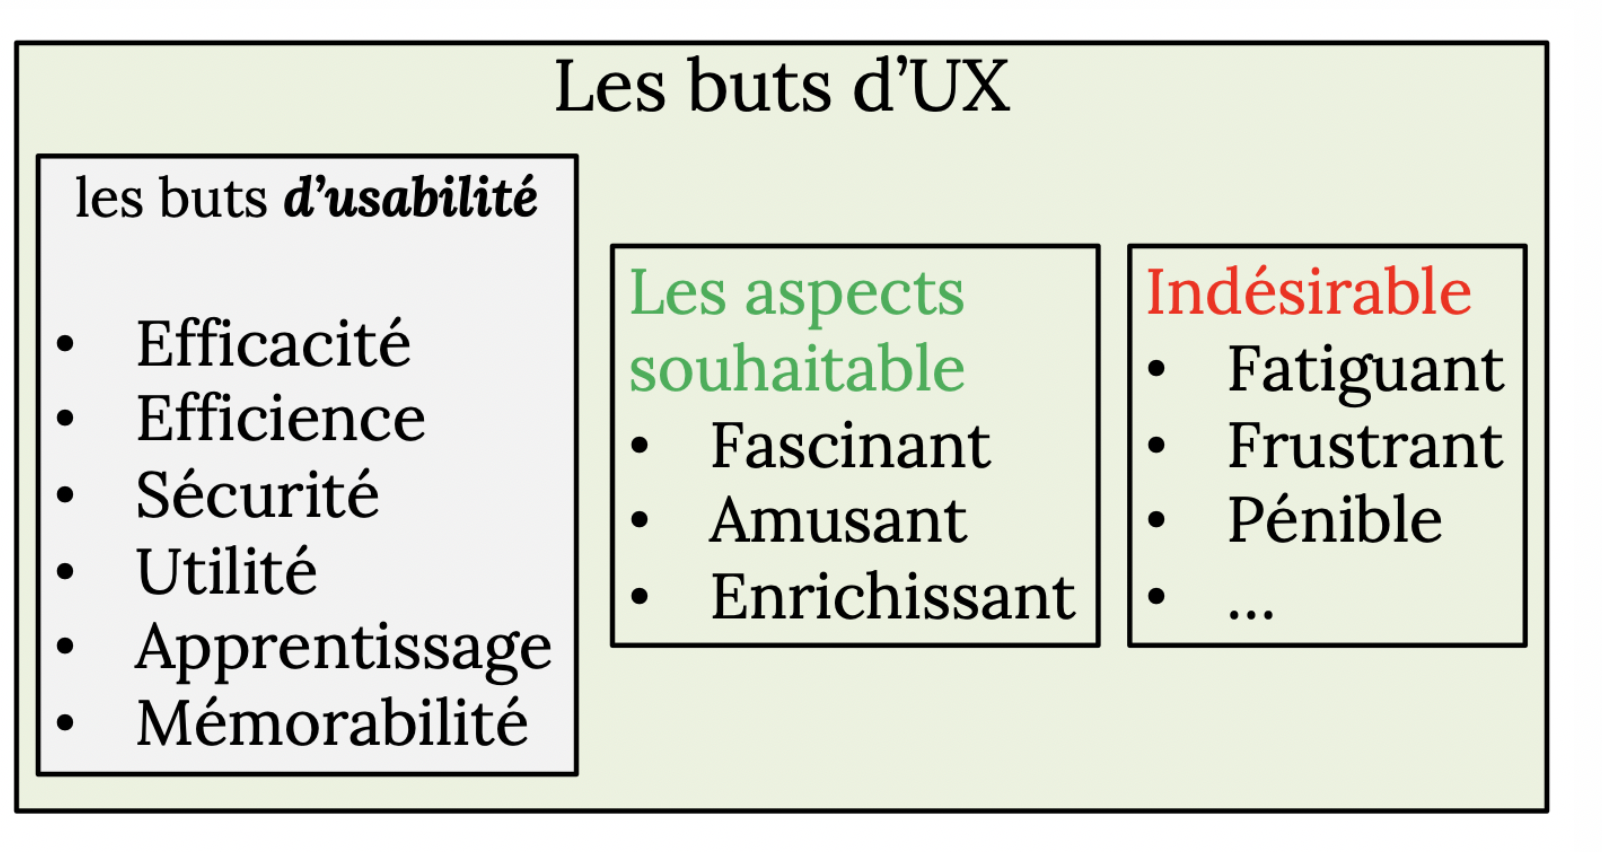 Les buts d’UX
les buts d’usabilité
• Efficacité
• Efficience
• Sécurité
• Utilité
• Apprentissage
• Mémorabilité
Les aspects
souhaitable
• Fascinant
• Amusant
• Enrichissant
Indésirable
• Fatiguant
• Frustrant
• Pénible
• ...